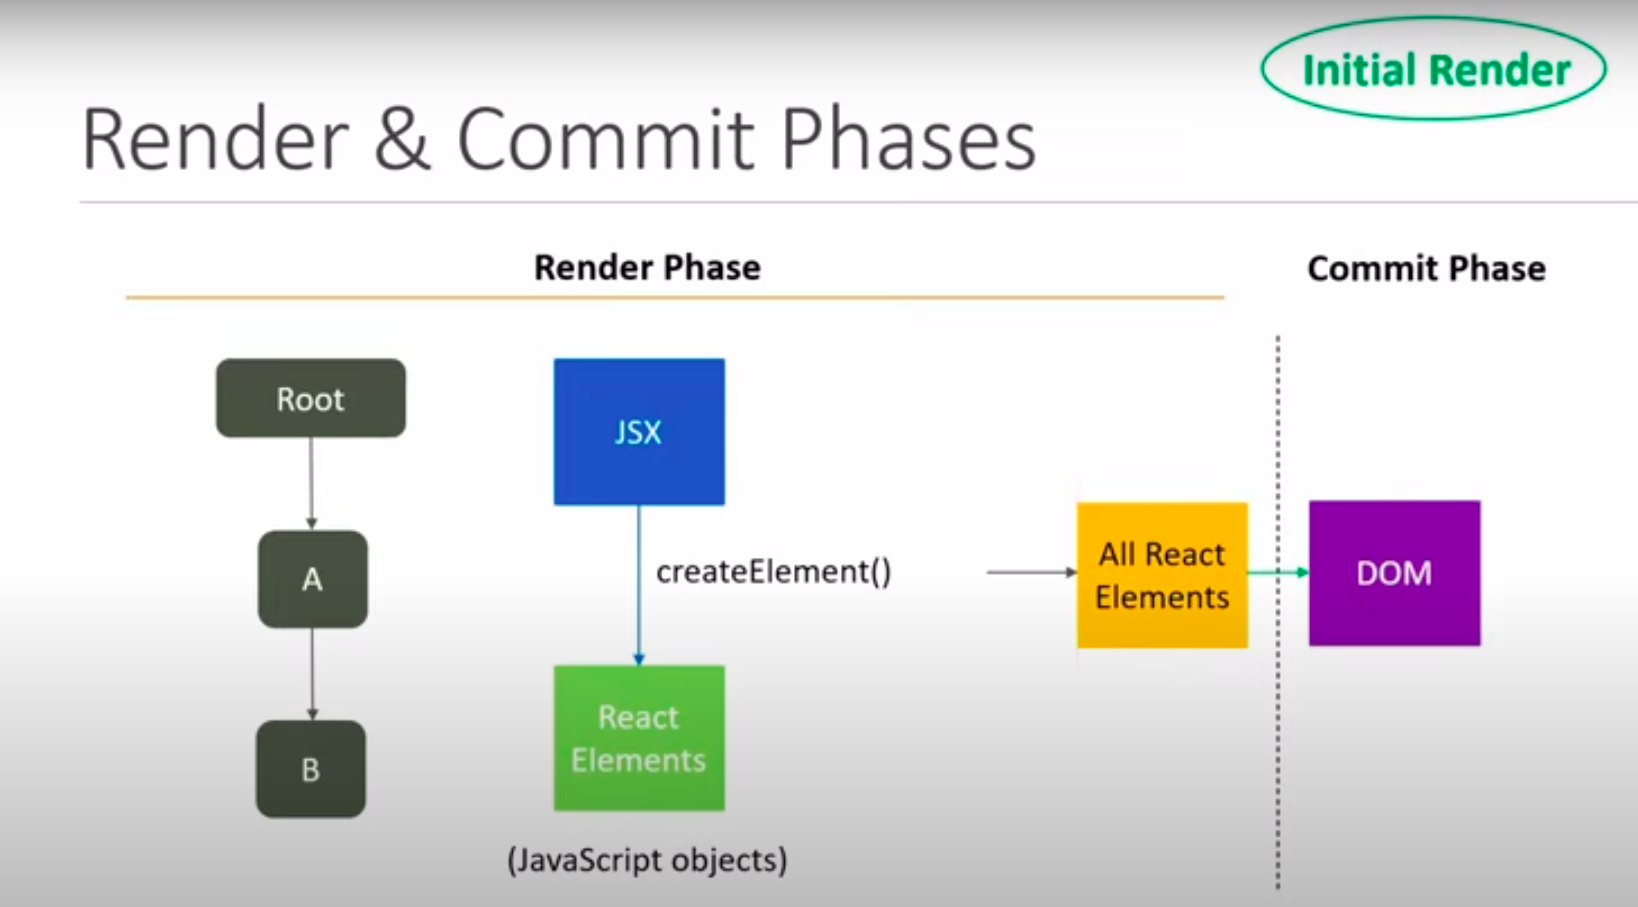 Initial Render
Render & Commit Phases
Render Phase
Commit Phase
Root
A
B
JSX
createElement()
React
Elements
(JavaScript objects)
All React
Elements
DOM